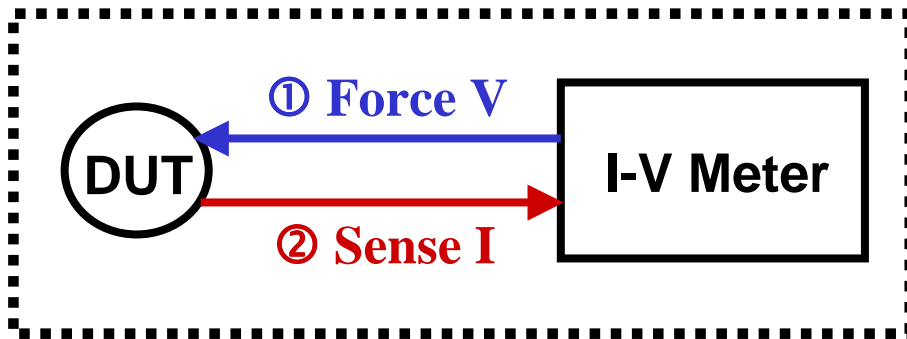 ① Force V
DUT
I-V Meter
② Sense I